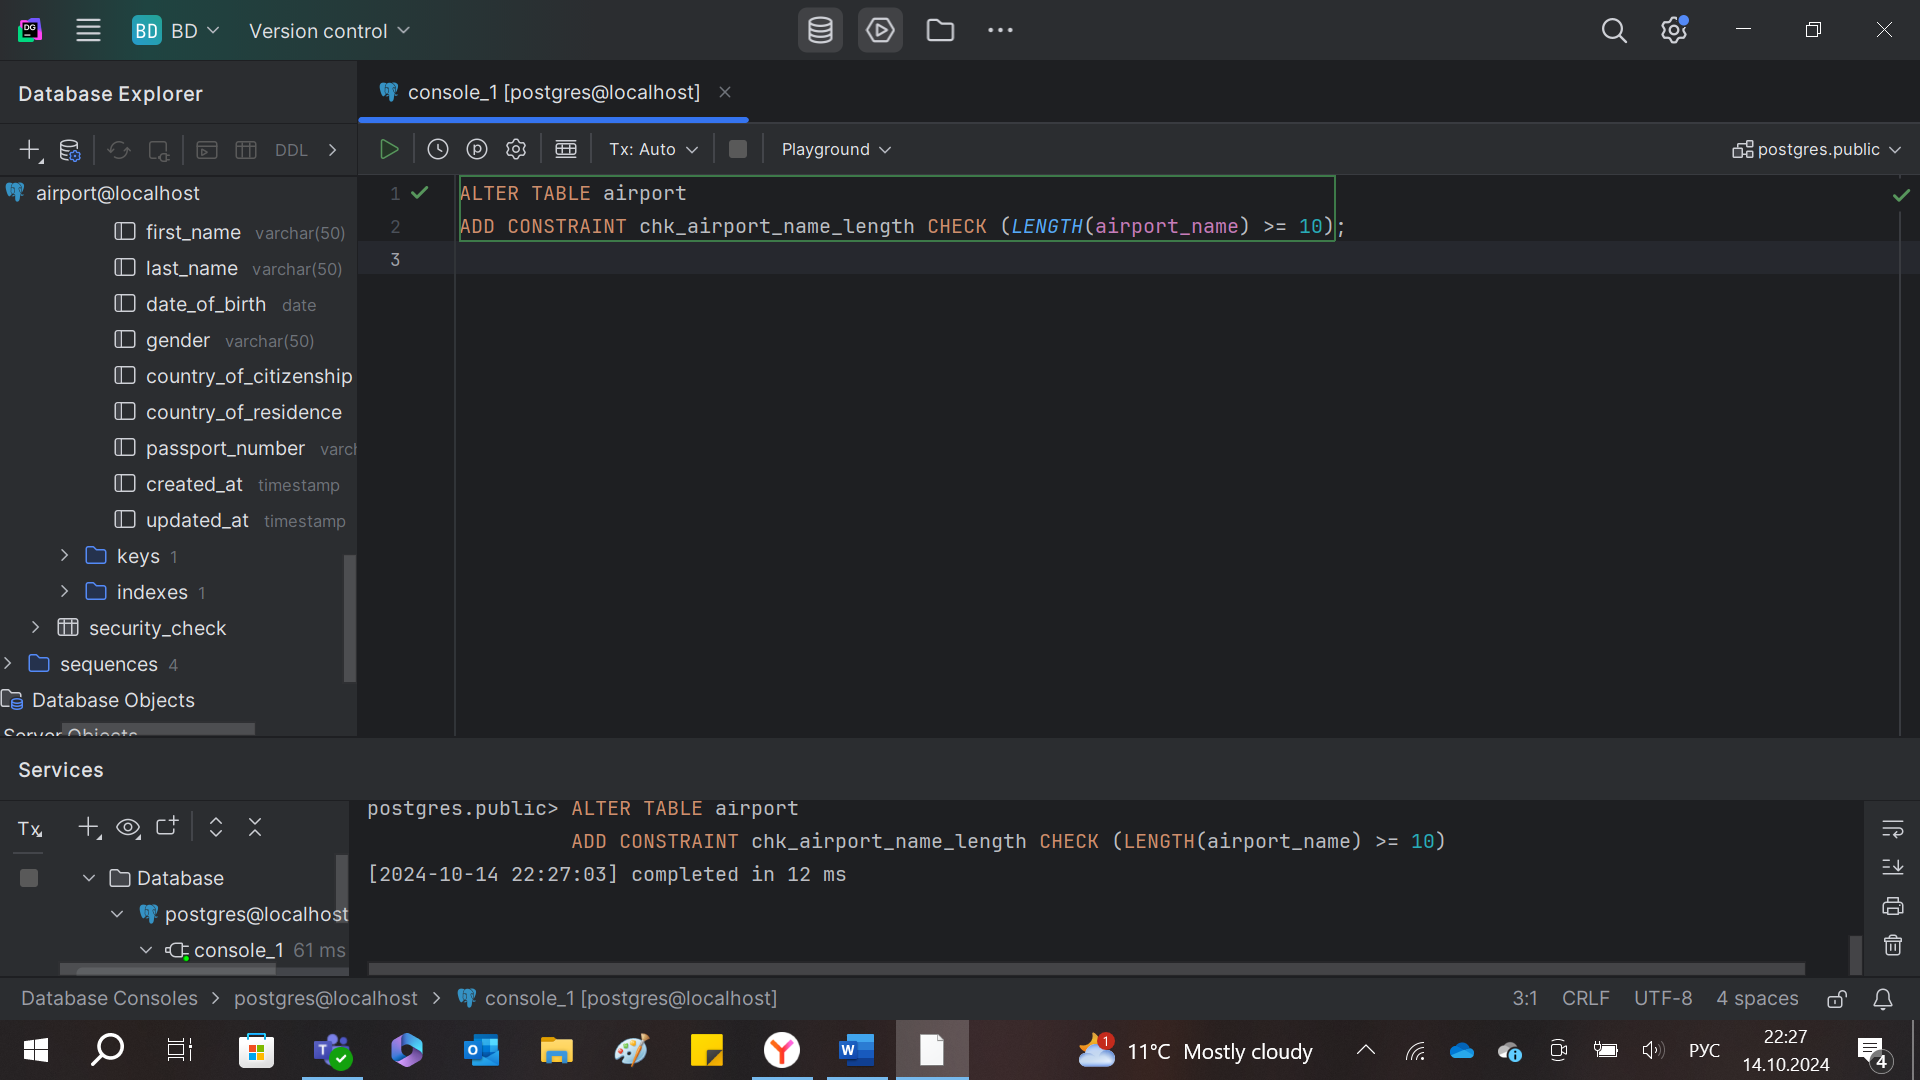 BD BD Version control
Database Explorer
console_1 [postgres@localhost]
DDL
Tx: Auto Playground postgres.public
airport@localhost
first_name varchar(50)
last_name varchar(50)
date_of_birth date
gender varchar(50)
country_of_citizenship
country_of_residence
passport_number varch
created_at timestamp
updated_at timestamp
keys 1
indexes 1
security_check
sequences 4
Database Objects
Server Objects
1 ALTER TABLE airport
2 ADD CONSTRAINT chk_airport_name_length CHECK (LENGTH(airport_name) >= 10);
3
Services
Tx
Database
postgres@localhost
console_1 61 ms
postgres.public> ALTER TABLE airport
ADD CONSTRAINT chk_airport_name_length CHECK (LENGTH(airport_name) >= 10)
[2024-10-14 22:27:03] completed in 12 ms
Database Consoles > postgres@localhost > console_1 [postgres@localhost]
3:1 CRLF UTF-8 4 spaces
1 11°C Mostly cloudy РУС
22:27
14.10.2024
4